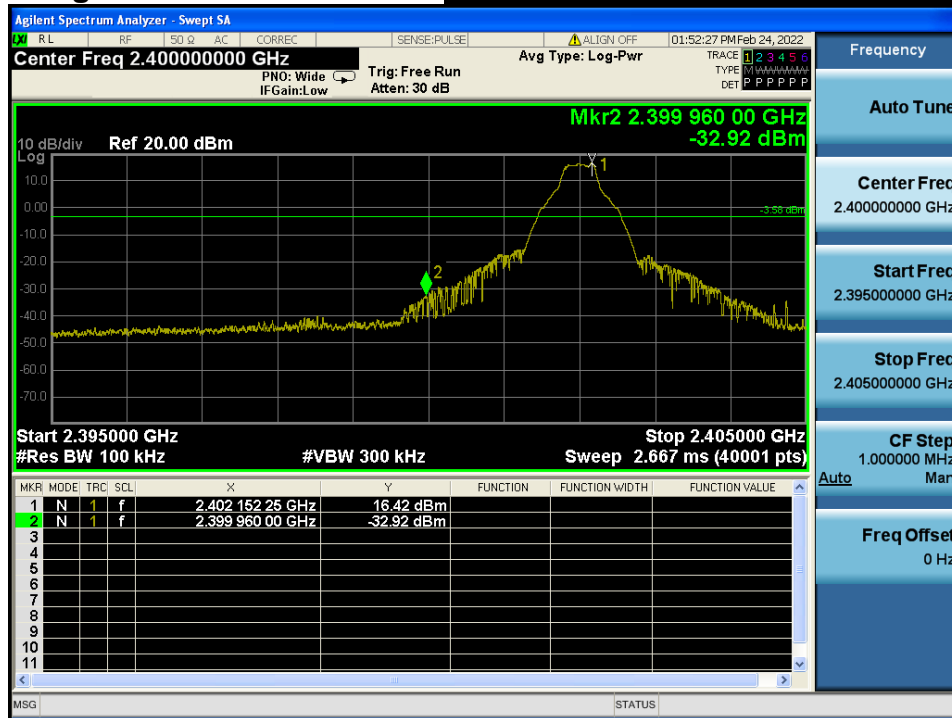 Agilent Spectrum Analyzer - Swept SA
LXI RL RF 50 Ω AC CORREC SENSE:PULSE ALIGN OFF 01:52:27 PM Feb 24, 2022
Center Freq 2.400000000 GHz
PNO: Wide
IFGain:Low
Trig: Free Run
Atten: 30 dB
Avg Type: Log-Pwr
TRACE 1 2 3 4 5 6
TYPE M W W W W W
DET P P P P P P
Mkr2 2.399 960 00 GHz
-32.92 dBm
10 dB/div Ref 20.00 dBm
Log
10.0
0.00
-10.0
-20.0
-30.0
-40.0
-50.0
-60.0
-70.0
1
-3.58 dBm
2
Start 2.395000 GHz Stop 2.405000 GHz
#Res BW 100 kHz #VBW 300 kHz Sweep 2.667 ms (40001 pts)
MKR MODE TRC SCL X Y FUNCTION FUNCTION WIDTH FUNCTION VALUE
1 N 1 f 2.402 152 25 GHz 16.42 dBm
2 N 1 f 2.399 960 00 GHz -32.92 dBm
3
4
5
6
7
8
9
10
11
MSG STATUS
Frequency
Auto Tune
Center Freq
2.400000000 GHz
Start Freq
2.395000000 GHz
Stop Freq
2.405000000 GHz
CF Step
1.000000 MHz
Auto Man
Freq Offset
0 Hz